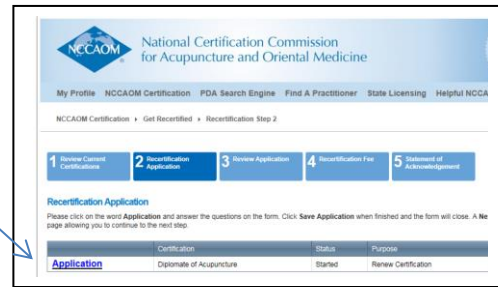 NCCAOM
National Certification Commission
for Acupuncture and Oriental Medicine
My Profile NCCAOM Certification PDA Search Engine Find A Practitioner State Licensing Helpful NCCA
NCCAOM Certification ▸ Get Recertified ▸ Recertification Step 2
1 Review Current Certifications
2 Recertification Application
3 Review Application
4 Recertification Fee
5 Statement of Acknowledgement
Recertification Application
Please click on the word Application and answer the questions on the form. Click Save Application when finished and the form will close. A Ne
page allowing you to continue to the next step.
Certification Status Purpose
Application Diplomate of Acupuncture Started Renew Certification